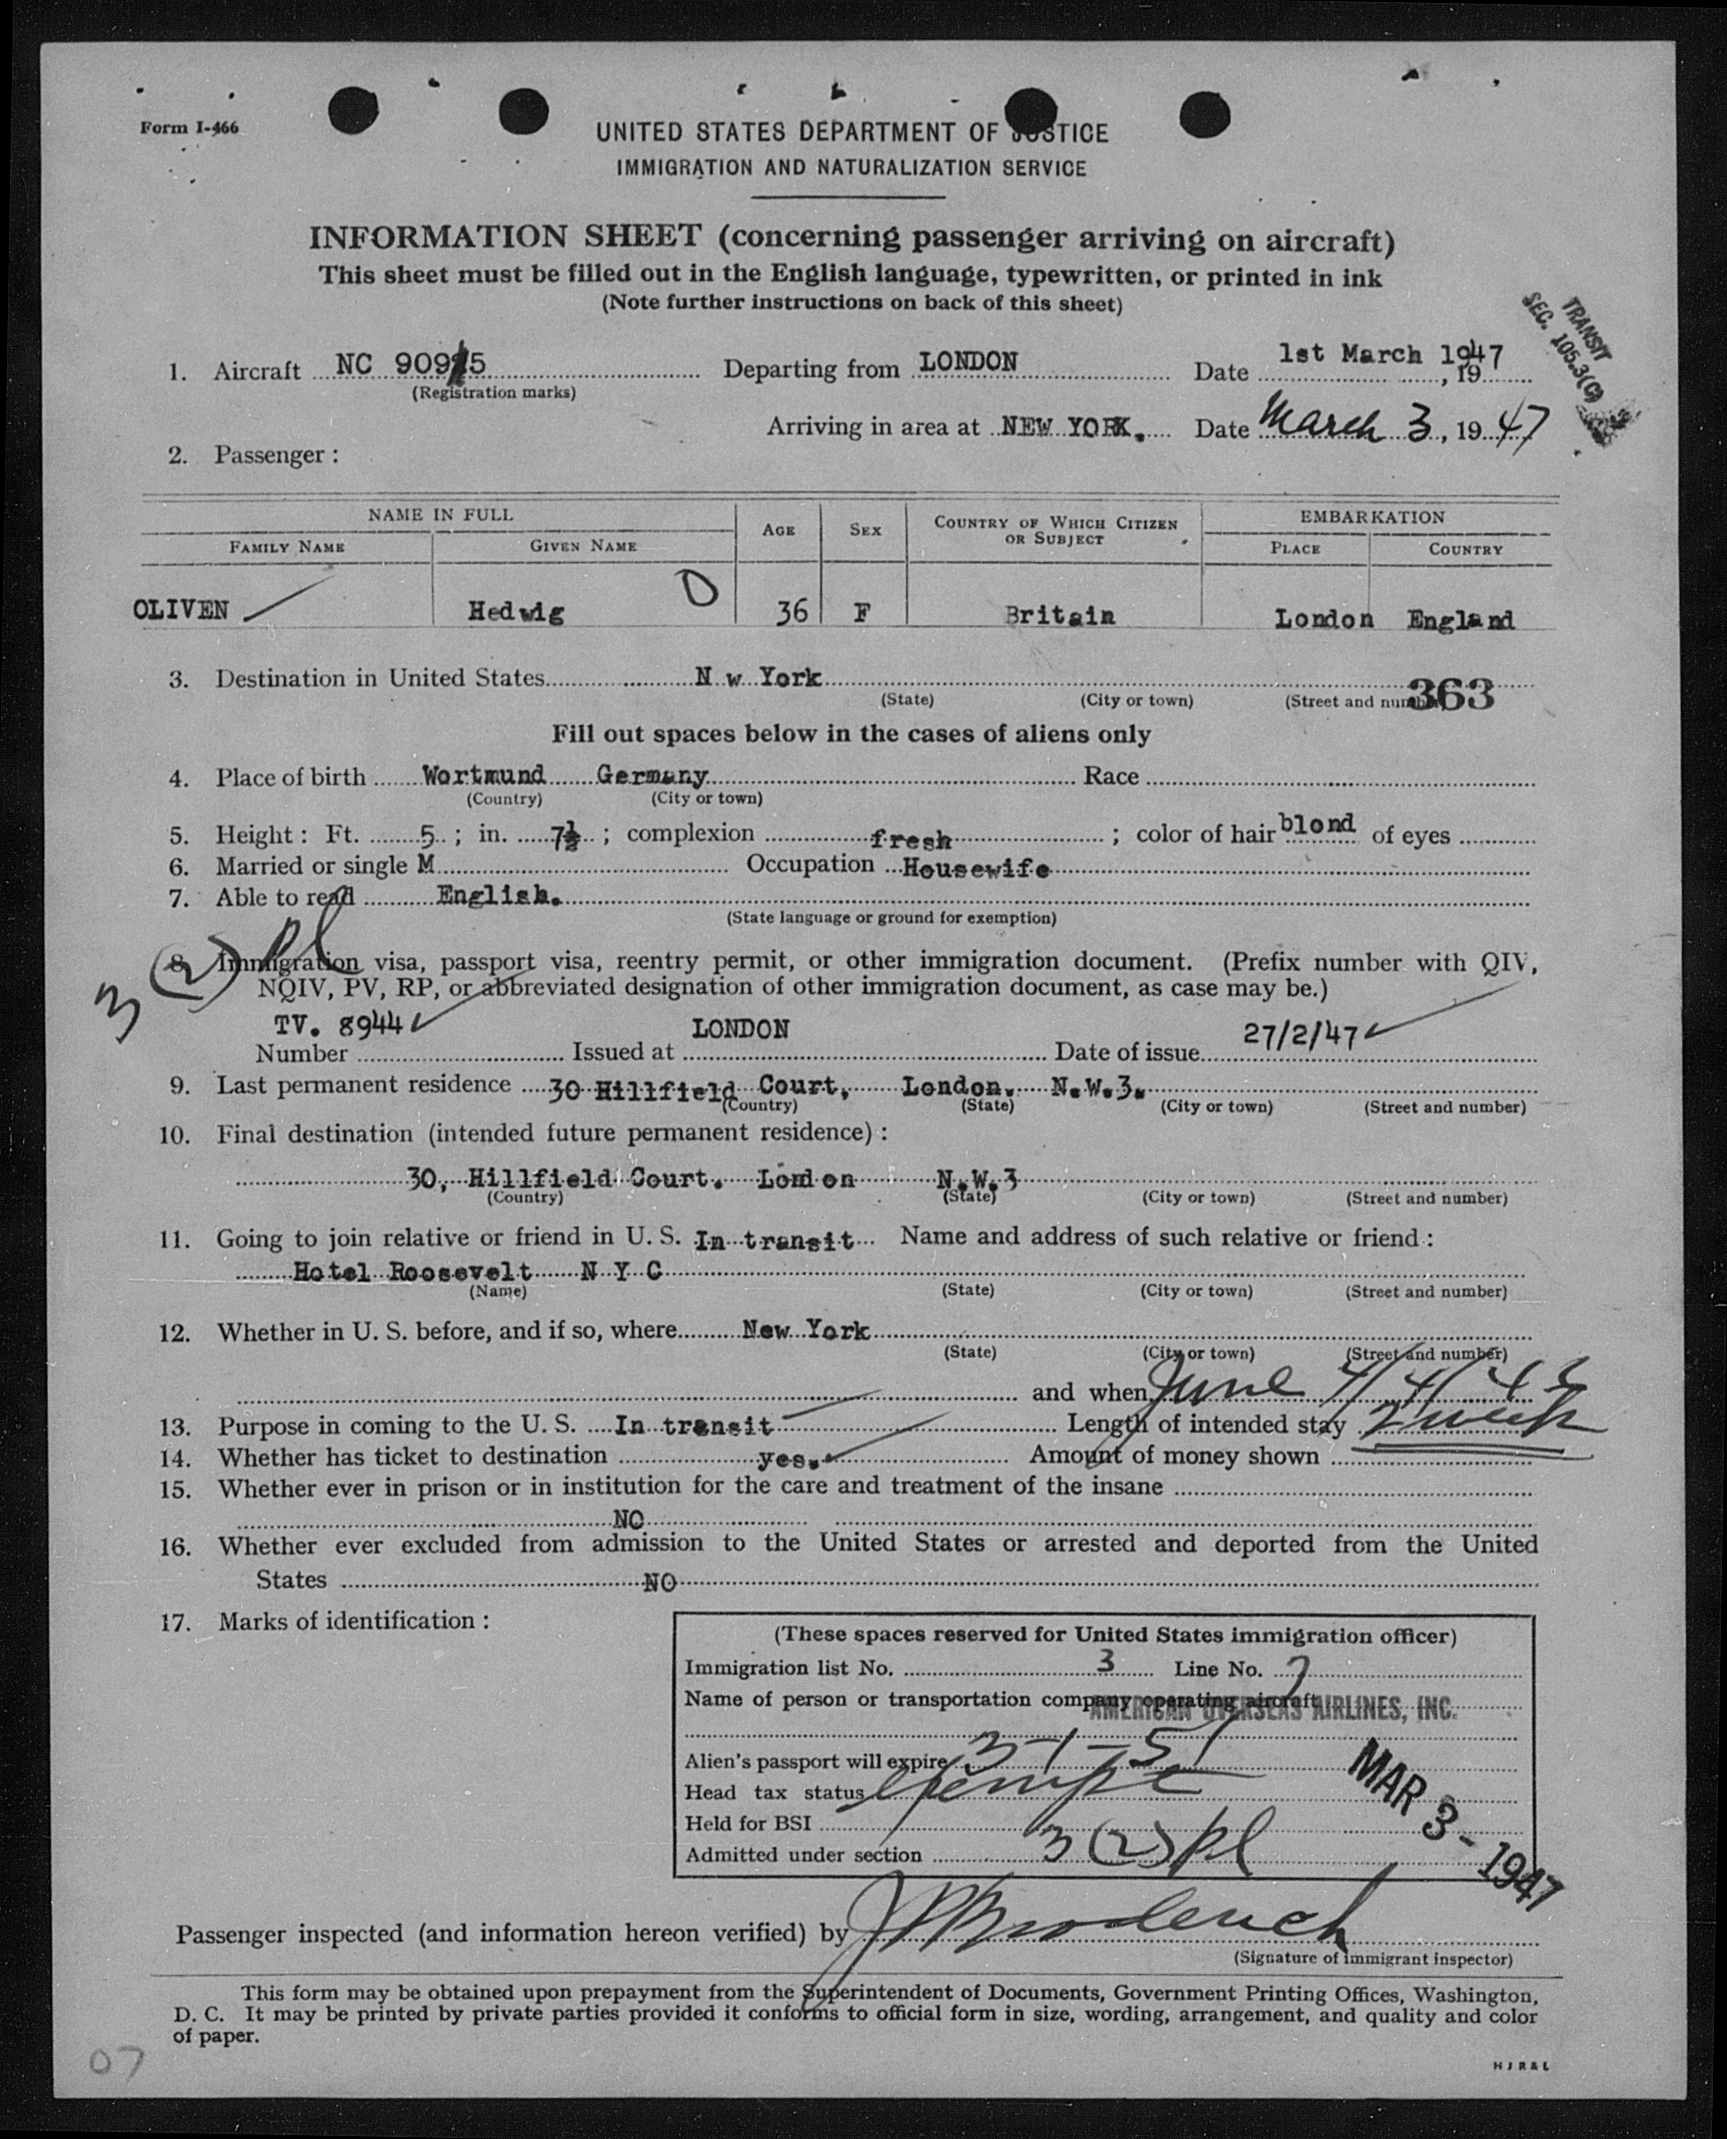 Form I-466
UNITED STATES DEPARTMENT OF JUSTICE
IMMIGRATION AND NATURALIZATION SERVICE
INFORMATION SHEET (concerning passenger arriving on aircraft)
This sheet must be filled out in the English language, typewritten, or printed in ink
(Note further instructions on back of this sheet)
TRANSIT
SEC. 105.3(C)
1. Aircraft NC 90915 Departing from LONDON Date 1st March 1947, 19
(Registration marks)
Arriving in area at NEW YORK. Date March 3, 1947
2. Passenger:
NAME IN FULL AGE SEX COUNTRY OF WHICH CITIZEN OR SUBJECT EMBARKATION
FAMILY NAME GIVEN NAME PLACE COUNTRY
OLIVEN Hedwig 36 F Britain London England
3. Destination in United States N w York
(State) (City or town) (Street and number)
363
Fill out spaces below in the cases of aliens only
4. Place of birth Wortmund Germany Race
(Country) (City or town)
5. Height: Ft. 5; in. 7½; complexion fresh; color of hair blond of eyes
6. Married or single M Occupation Housewife
7. Able to read English.
(State language or ground for exemption)
3 (2) pl
8. Immigration visa, passport visa, reentry permit, or other immigration document. (Prefix number with QIV,
NQIV, PV, RP, or abbreviated designation of other immigration document, as case may be.)
TV. 8944 LONDON 27/2/47
Number Issued at Date of issue
9. Last permanent residence 30 Hillfield Court, London, N.W.3.
(Country) (State) (City or town) (Street and number)
10. Final destination (intended future permanent residence):
30, Hillfield Court. London N.W.3
(Country) (State) (City or town) (Street and number)
11. Going to join relative or friend in U. S. In transit Name and address of such relative or friend:
Hotel Roosevelt N Y C
(Name) (State) (City or town) (Street and number)
12. Whether in U. S. before, and if so, where New York
(State) (City or town) (Street and number)
and when June
13. Purpose in coming to the U. S. In transit Length of intended stay 2 week
14. Whether has ticket to destination yes. Amount of money shown
15. Whether ever in prison or in institution for the care and treatment of the insane
NO
16. Whether ever excluded from admission to the United States or arrested and deported from the United
States NO
17. Marks of identification:
(These spaces reserved for United States immigration officer)
Immigration list No. 3 Line No. 7
Name of person or transportation company operating aircraft
AMERICAN OVERSEAS AIRLINES, INC.
Alien's passport will expire 3-1-51
Head tax status Exempt
Held for BSI
Admitted under section 3 (2) pl
MAR 3 - 1947
Passenger inspected (and information hereon verified) by J P Broderick
(Signature of immigrant inspector)
This form may be obtained upon prepayment from the Superintendent of Documents, Government Printing Offices, Washington,
D. C. It may be printed by private parties provided it conforms to official form in size, wording, arrangement, and quality and color
of paper.
07
H J R & L